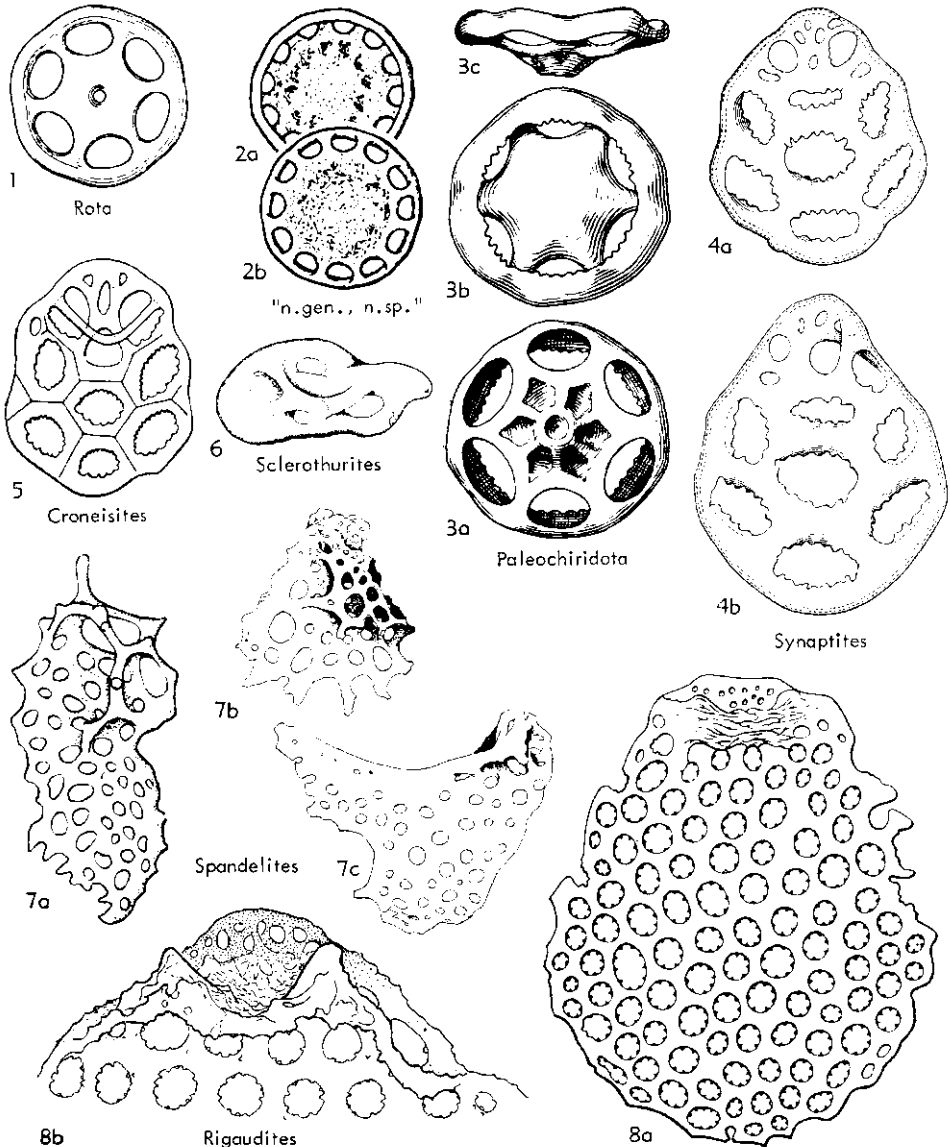 1
Rota
2a
2b
"n.gen., n.sp."
3c
3b
3a
Paleochiridota
4a
4b
Synaptites
5
Croneisites
6
Sclerothurites
7a
7b
7c
Spandelites
8b
Rigaudites
8a